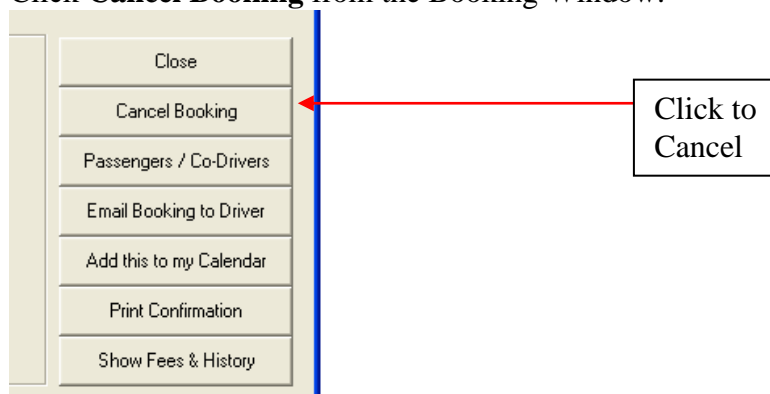 Click Cancel Booking from the Booking Window.
Close
Cancel Booking
Click to
Cancel
Passengers / Co-Drivers
Email Booking to Driver
Add this to my Calendar
Print Confirmation
Show Fees & History